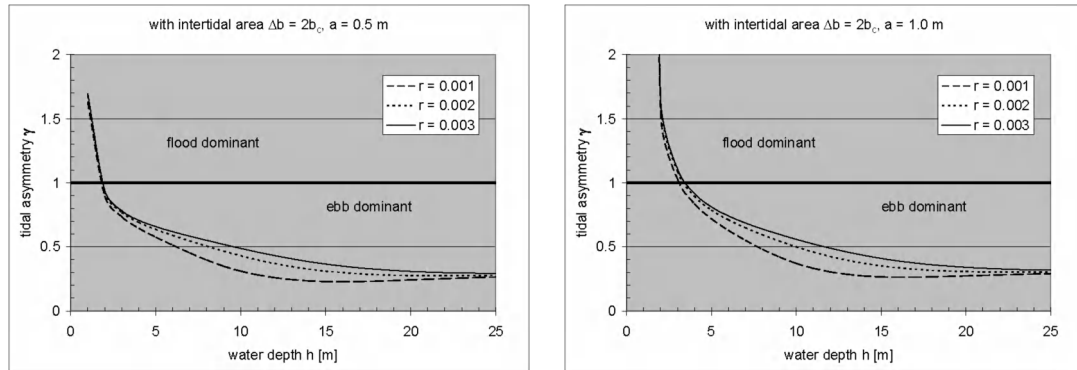 with intertidal area Δb = 2bc, a = 0.5 m
tidal asymmetry γ
2
1.5
1
0.5
0
r = 0.001
r = 0.002
r = 0.003
flood dominant
ebb dominant
0 5 10 15 20 25
water depth h [m]
with intertidal area Δb = 2bc, a = 1.0 m
tidal asymmetry γ
2
1.5
1
0.5
0
r = 0.001
r = 0.002
r = 0.003
flood dominant
ebb dominant
0 5 10 15 20 25
water depth h [m]